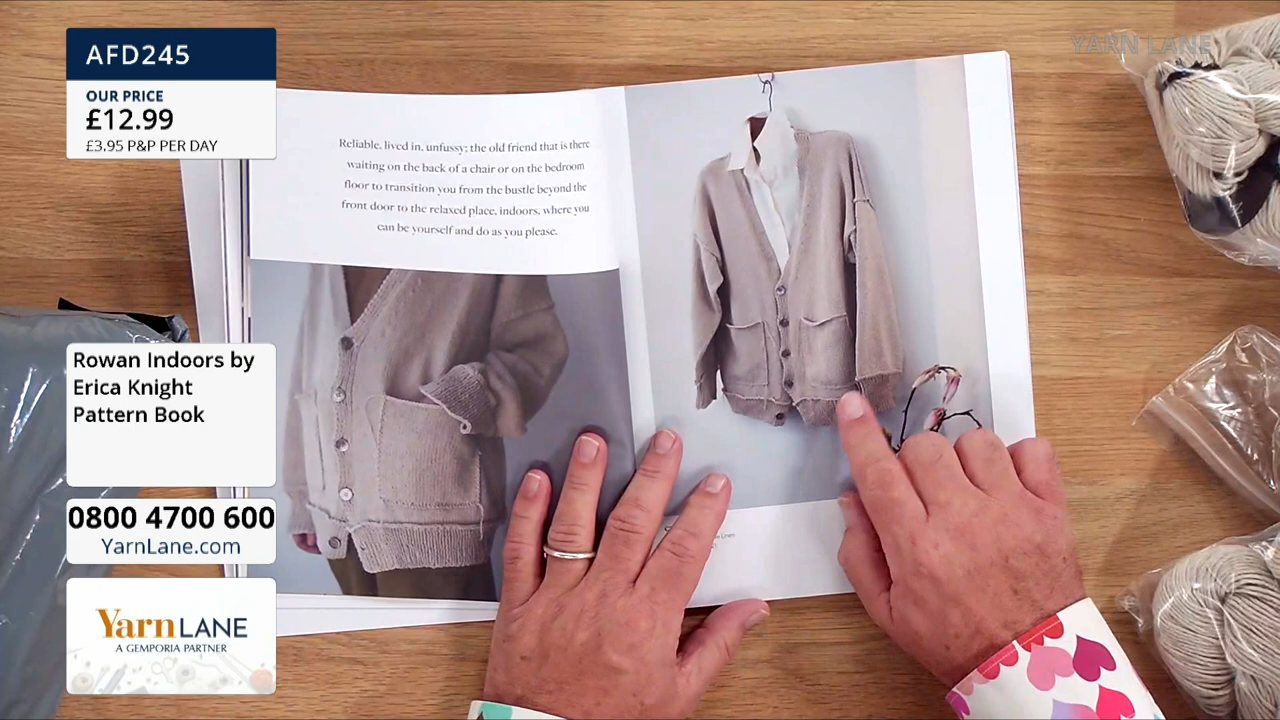 AFD245
OUR PRICE
£12.99
£3.95 P&P PER DAY
YARN LANE
Reliable, lived in, unfussy; the old friend that is there
waiting on the back of a chair or on the bedroom
floor to transition you from the bustle beyond the
front door to the relaxed place, indoors, where you
can be yourself and do as you please.
Rowan Indoors by
Erica Knight
Pattern Book
0800 4700 600
YarnLane.com
Yarn LANE
A GEMPORIA PARTNER
Linen